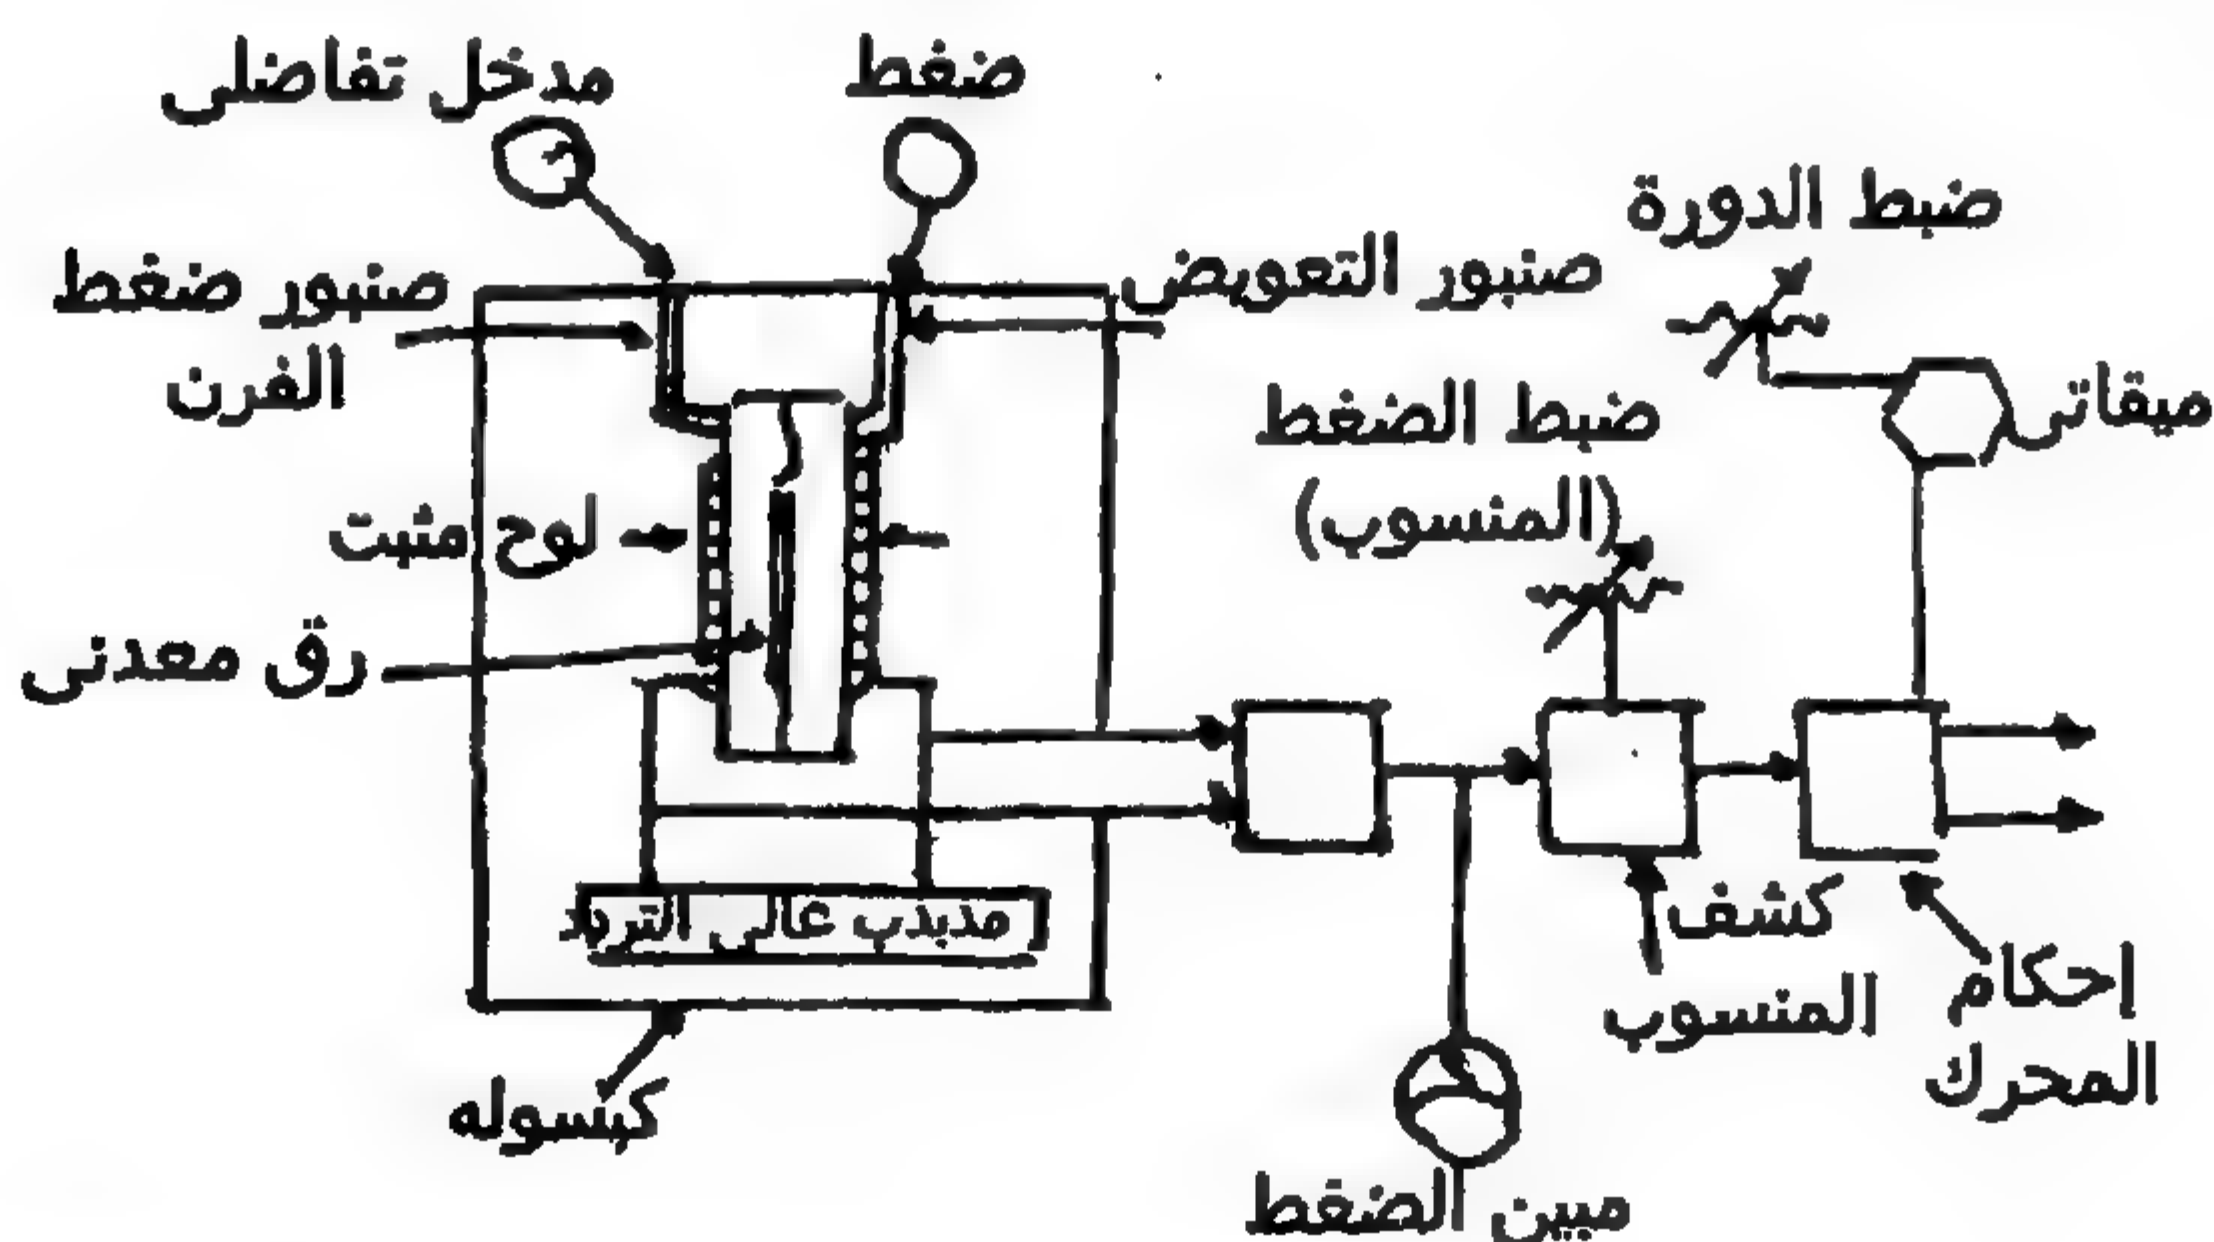 مدخل تفاضلى
ضغط
ضبط الدورة
صنبور ضغط
الفرن
صنبور التعويض
ميقاتى
ضبط الضغط
(المنسوب)
لوح مثبت
رق معدنى
مذبذب عالى التردد
كشف
المنسوب
إحكام
المحرك
كبسوله
مبين الضغط